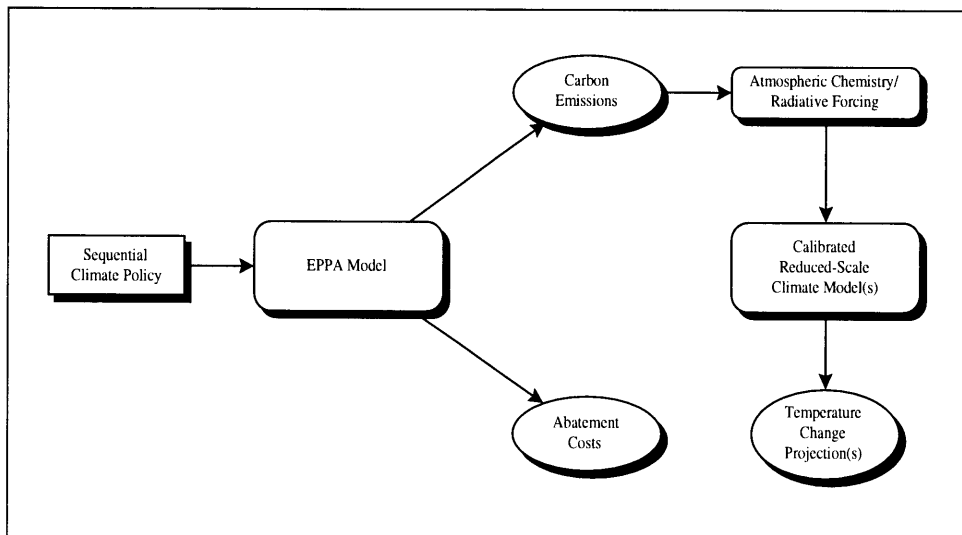 Carbon
Emissions
Atmospheric Chemistry/
Radiative Forcing
Sequential
Climate Policy
EPPA Model
Calibrated
Reduced-Scale
Climate Model(s)
Abatement
Costs
Temperature
Change
Projection(s)